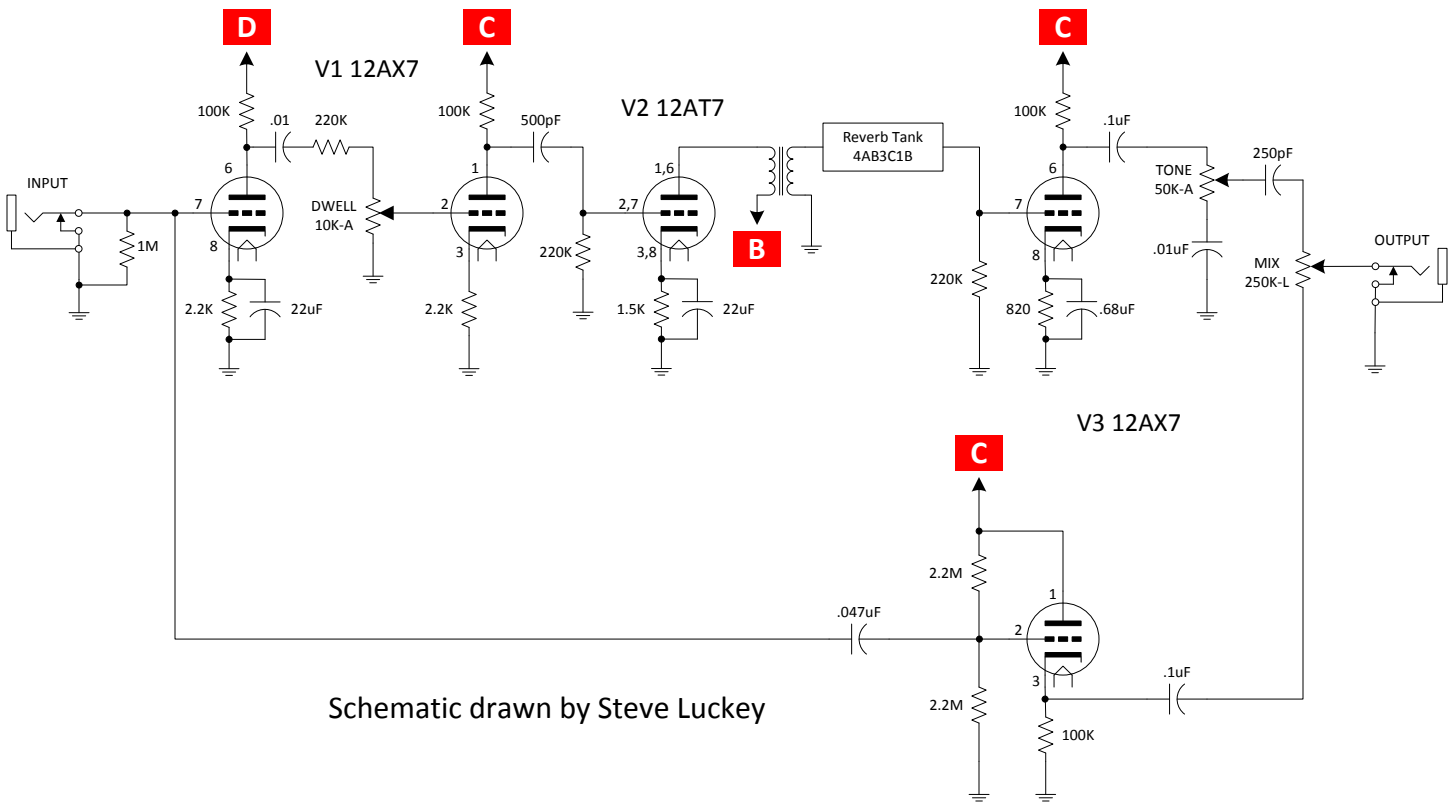 D
C
C
V1 12AX7
100K
.01
220K
100K
500pF
V2 12AT7
100K
.1uF
Reverb Tank
4AB3C1B
INPUT
6
1
1,6
6
TONE
50K-A
250pF
7
DWELL
10K-A
2
2,7
7
1M
8
3
220K
3,8
B
220K
8
.01uF
MIX
250K-L
OUTPUT
2.2K
22uF
2.2K
1.5K
22uF
820
.68uF
V3 12AX7
C
2.2M
1
.047uF
2
3
.1uF
2.2M
100K
Schematic drawn by Steve Luckey